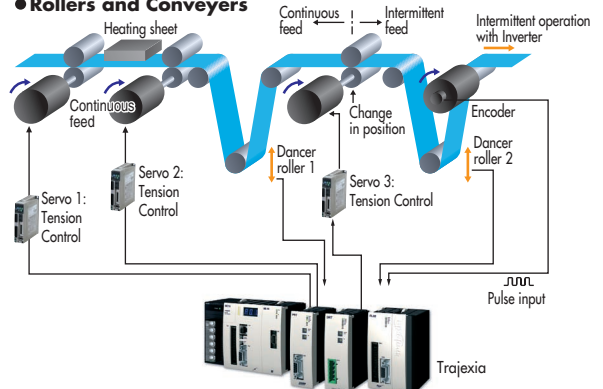 ●Rollers and Conveyers
Heating sheet
Continuous
feed
Intermittent
feed
Intermittent operation
with Inverter
Continuous
feed
Change
in position
Encoder
Dancer
roller 1
Dancer
roller 2
Servo 1:
Tension
Control
Servo 2:
Tension
Control
Servo 3:
Tension Control
Pulse input
Trajexia